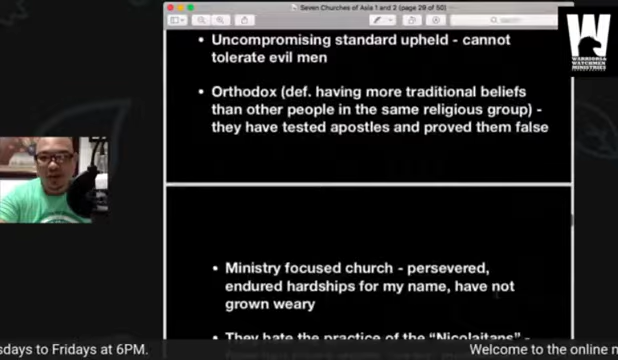 Seven Churches of Asia 1 and 2 (page 29 of 50)
W
WARRIORS &
WATCHMEN
MINISTRIES
• Uncompromising standard upheld - cannot
tolerate evil men
• Orthodox (def. having more traditional beliefs
than other people in the same religious group) -
they have tested apostles and proved them false
• Ministry focused church - persevered,
endured hardships for my name, have not
grown weary
• They hate the practice of the "Nicolaitans" -
sdays to Fridays at 6PM.
Welcome to the online m